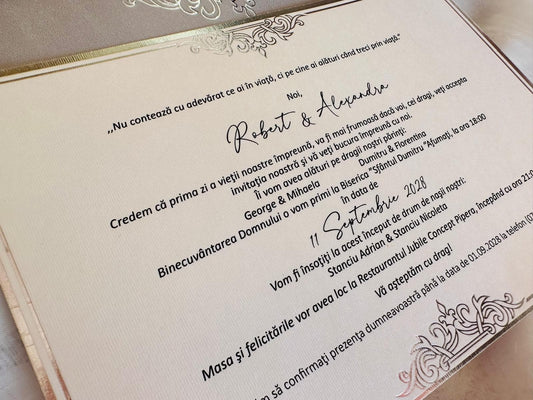 ,,Nu contează cu adevărat ce ai în viață, ci pe cine ai alături când treci prin viață."
Noi,
Robert & Alexandra
Credem că prima zi a vieții noastre împreună, va fi mai frumoasă dacă voi, cei dragi, veți accepta
invitația noastră și vă veți bucura împreună cu noi.
Îi vom avea alături pe dragii noștri părinți:
George & Mihaela Dumitru & Florentina
Binecuvântarea Domnului o vom primi la Biserica "Sfântul Dumitru "Afumați, la ora 18:00
în data de
11 Septembrie 2028
Vom fi însoțiți la acest început de drum de nașii noștri:
Stanciu Adrian & Stanciu Nicoleta
Masa și felicitările vor avea loc la Restaurantul Jubile Concept Pipera, începând cu ora 21:0
Vă așteptăm cu drag!
să confirmați prezența dumneavoastră până la data de 01.09.2028 la telefon (07